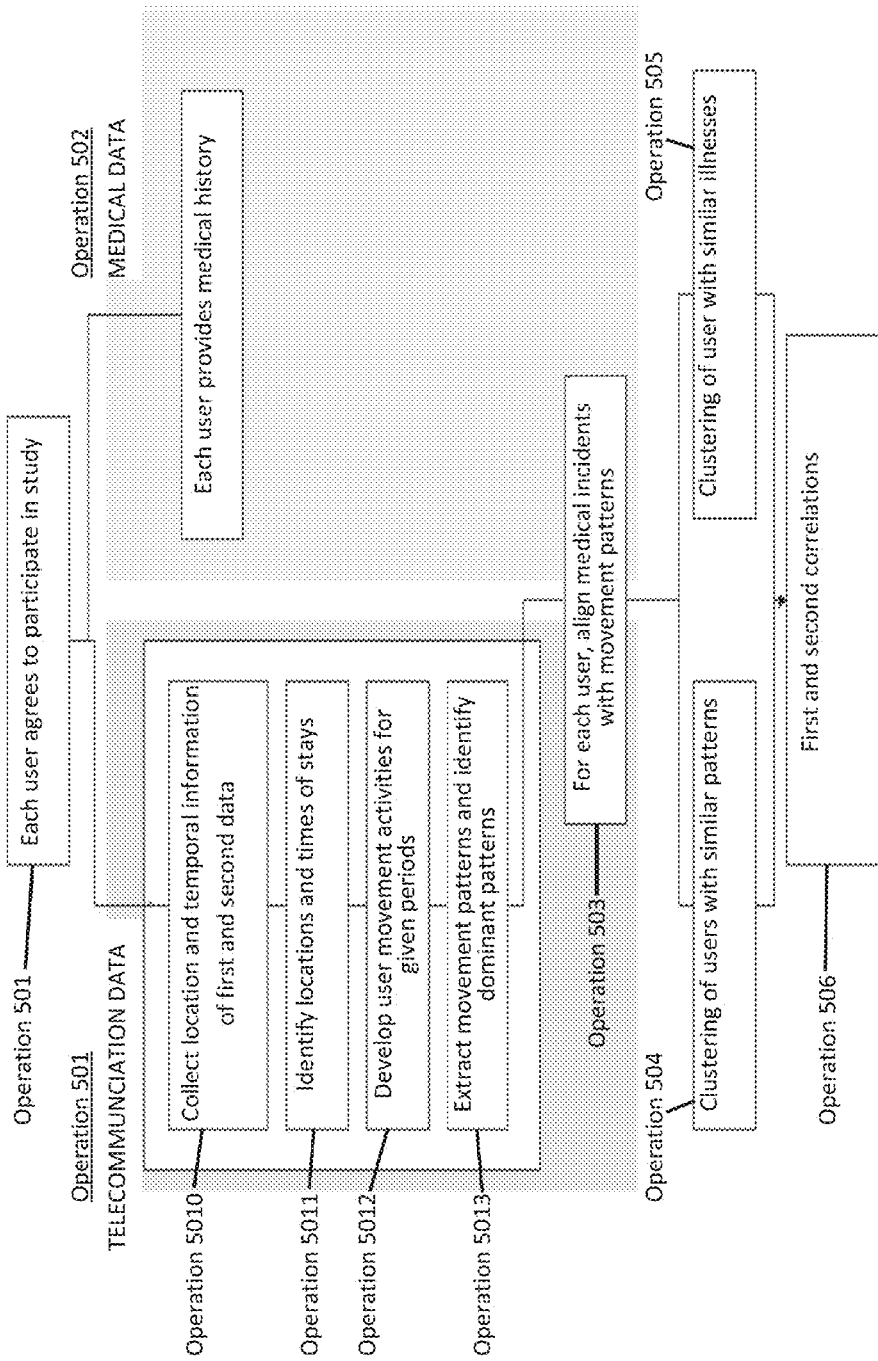 Operation 501
Each user agrees to participate in study
Operation 501
TELECOMMUNCIATION DATA
Operation 502
MEDICAL DATA
Operation 5010
Collect location and temporal information
of first and second data
Each user provides medical history
Operation 5011
Identify locations and times of stays
Operation 5012
Develop user movement activities for
given periods
Operation 5013
Extract movement patterns and identify
dominant patterns
Operation 503
For each user, align medical incidents
with movement patterns
Operation 504
Clustering of users with similar patterns
Operation 505
Clustering of user with similar illnesses
Operation 506
First and second correlations